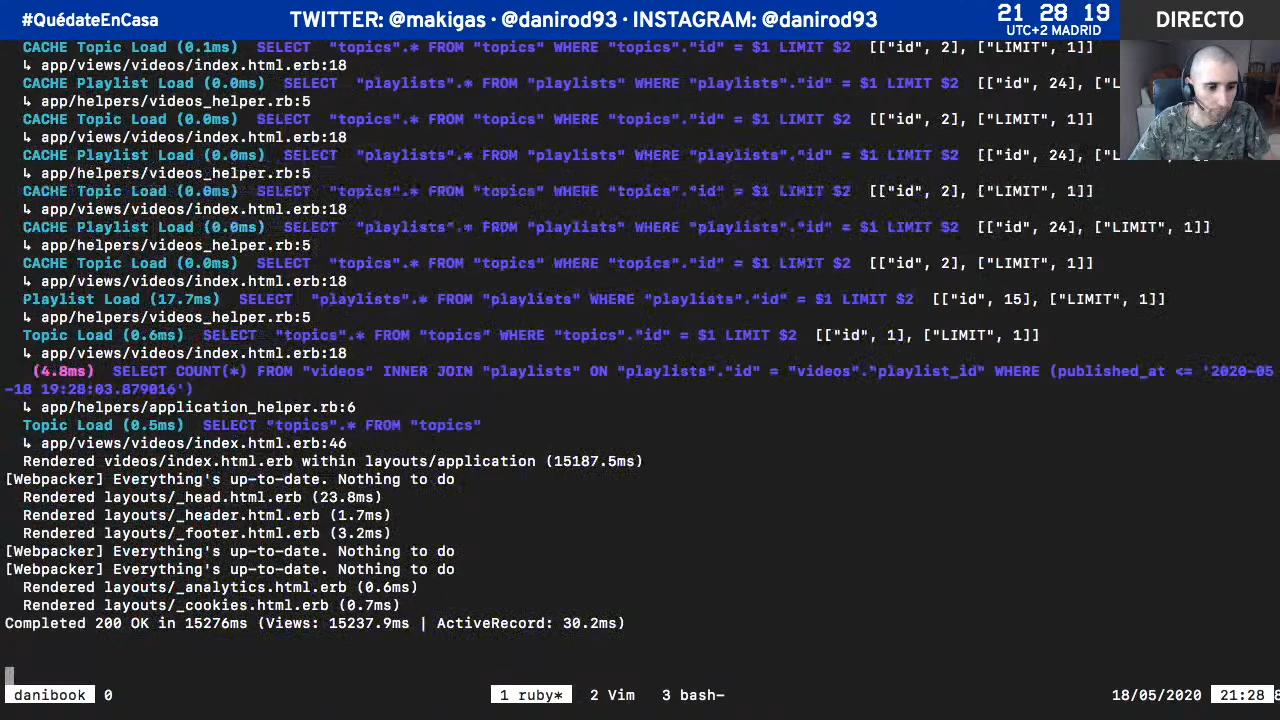 #QuédateEnCasa
TWITTER: @makigas · @danirod93 · INSTAGRAM: @danirod93
21 28 19
UTC+2 MADRID
DIRECTO
CACHE Topic Load (0.1ms)  SELECT  "topics".* FROM "topics" WHERE "topics"."id" = $1 LIMIT $2  [["id", 2], ["LIMIT", 1]]
↳ app/views/videos/index.html.erb:18
CACHE Playlist Load (0.0ms)  SELECT  "playlists".* FROM "playlists" WHERE "playlists"."id" = $1 LIMIT $2  [["id", 24], ["L
↳ app/helpers/videos_helper.rb:5
CACHE Topic Load (0.0ms)  SELECT  "topics".* FROM "topics" WHERE "topics"."id" = $1 LIMIT $2  [["id", 2], ["LIMIT", 1]]
↳ app/views/videos/index.html.erb:18
CACHE Playlist Load (0.0ms)  SELECT  "playlists".* FROM "playlists" WHERE "playlists"."id" = $1 LIMIT $2  [["id", 24], ["L
↳ app/helpers/videos_helper.rb:5
CACHE Topic Load (0.0ms)  SELECT  "topics".* FROM "topics" WHERE "topics"."id" = $1 LIMIT $2  [["id", 2], ["LIMIT", 1]]
↳ app/views/videos/index.html.erb:18
CACHE Playlist Load (0.0ms)  SELECT  "playlists".* FROM "playlists" WHERE "playlists"."id" = $1 LIMIT $2  [["id", 24], ["LIMIT", 1]]
↳ app/helpers/videos_helper.rb:5
CACHE Topic Load (0.0ms)  SELECT  "topics".* FROM "topics" WHERE "topics"."id" = $1 LIMIT $2  [["id", 2], ["LIMIT", 1]]
↳ app/views/videos/index.html.erb:18
Playlist Load (17.7ms)  SELECT  "playlists".* FROM "playlists" WHERE "playlists"."id" = $1 LIMIT $2  [["id", 15], ["LIMIT", 1]]
↳ app/helpers/videos_helper.rb:5
Topic Load (0.6ms)  SELECT  "topics".* FROM "topics" WHERE "topics"."id" = $1 LIMIT $2  [["id", 1], ["LIMIT", 1]]
↳ app/views/videos/index.html.erb:18
(4.8ms)  SELECT COUNT(*) FROM "videos" INNER JOIN "playlists" ON "playlists"."id" = "videos"."playlist_id" WHERE (published_at <= '2020-05
-18 19:28:03.879016')
↳ app/helpers/application_helper.rb:6
Topic Load (0.5ms)  SELECT "topics".* FROM "topics"
↳ app/views/videos/index.html.erb:46
Rendered videos/index.html.erb within layouts/application (15187.5ms)
[Webpacker] Everything's up-to-date. Nothing to do
Rendered layouts/_head.html.erb (23.8ms)
Rendered layouts/_header.html.erb (1.7ms)
Rendered layouts/_footer.html.erb (3.2ms)
[Webpacker] Everything's up-to-date. Nothing to do
[Webpacker] Everything's up-to-date. Nothing to do
Rendered layouts/_analytics.html.erb (0.6ms)
Rendered layouts/_cookies.html.erb (0.7ms)
Completed 200 OK in 15276ms (Views: 15237.9ms | ActiveRecord: 30.2ms)
danibook 0 1 ruby* 2 Vim 3 bash- 18/05/2020 21:28